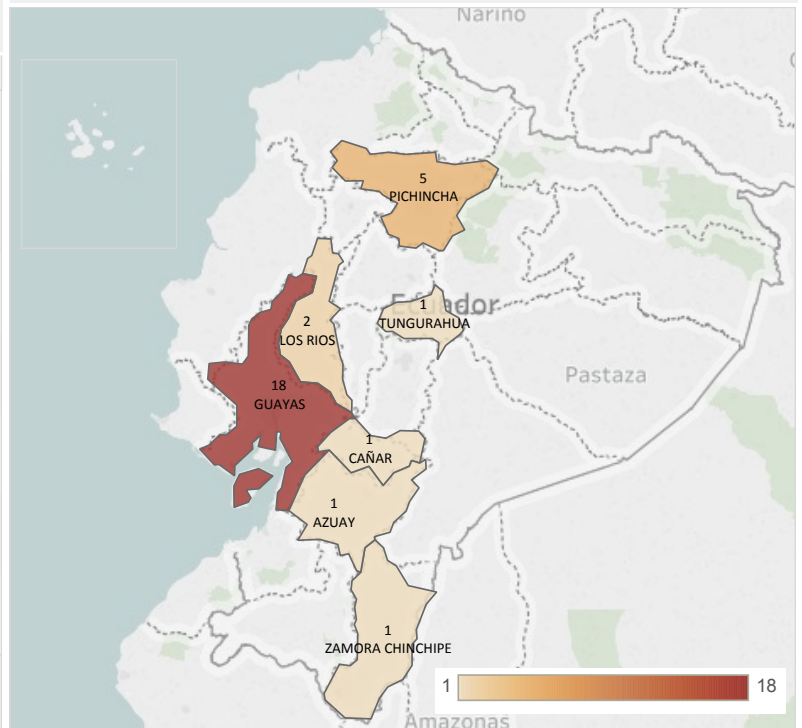 Nariño
5
PICHINCHA
Ecuador
1
TUNGURAHUA
2
LOS RIOS
Pastaza
18
GUAYAS
1
CAÑAR
1
AZUAY
1
ZAMORA CHINCHIPE
1 18
Amazonas